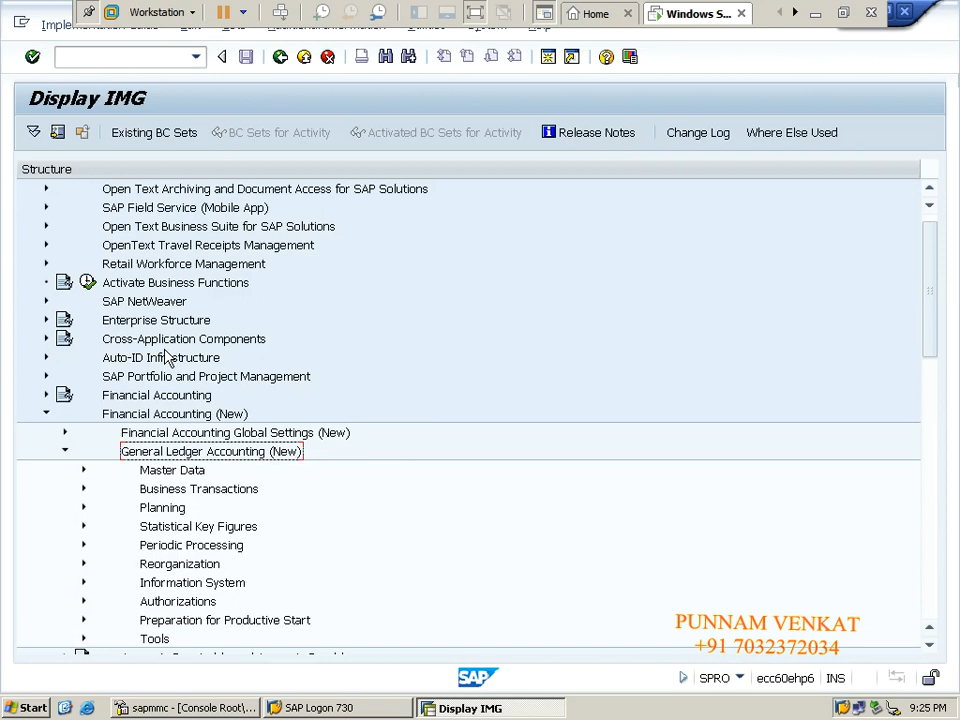 Workstation
Home
Windows S...
Display IMG
Existing BC Sets
BC Sets for Activity
Activated BC Sets for Activity
Release Notes
Change Log
Where Else Used
Structure
Open Text Archiving and Document Access for SAP Solutions
SAP Field Service (Mobile App)
Open Text Business Suite for SAP Solutions
OpenText Travel Receipts Management
Retail Workforce Management
Activate Business Functions
SAP NetWeaver
Enterprise Structure
Cross-Application Components
Auto-ID Infrastructure
SAP Portfolio and Project Management
Financial Accounting
Financial Accounting (New)
Financial Accounting Global Settings (New)
General Ledger Accounting (New)
Master Data
Business Transactions
Planning
Statistical Key Figures
Periodic Processing
Reorganization
Information System
Authorizations
Preparation for Productive Start
Tools
PUNNAM VENKAT
+91 7032372034
SAP
SPRO
ecc60ehp6
INS
Start
sapmmc - [Console Root\...
SAP Logon 730
Display IMG
9:25 PM